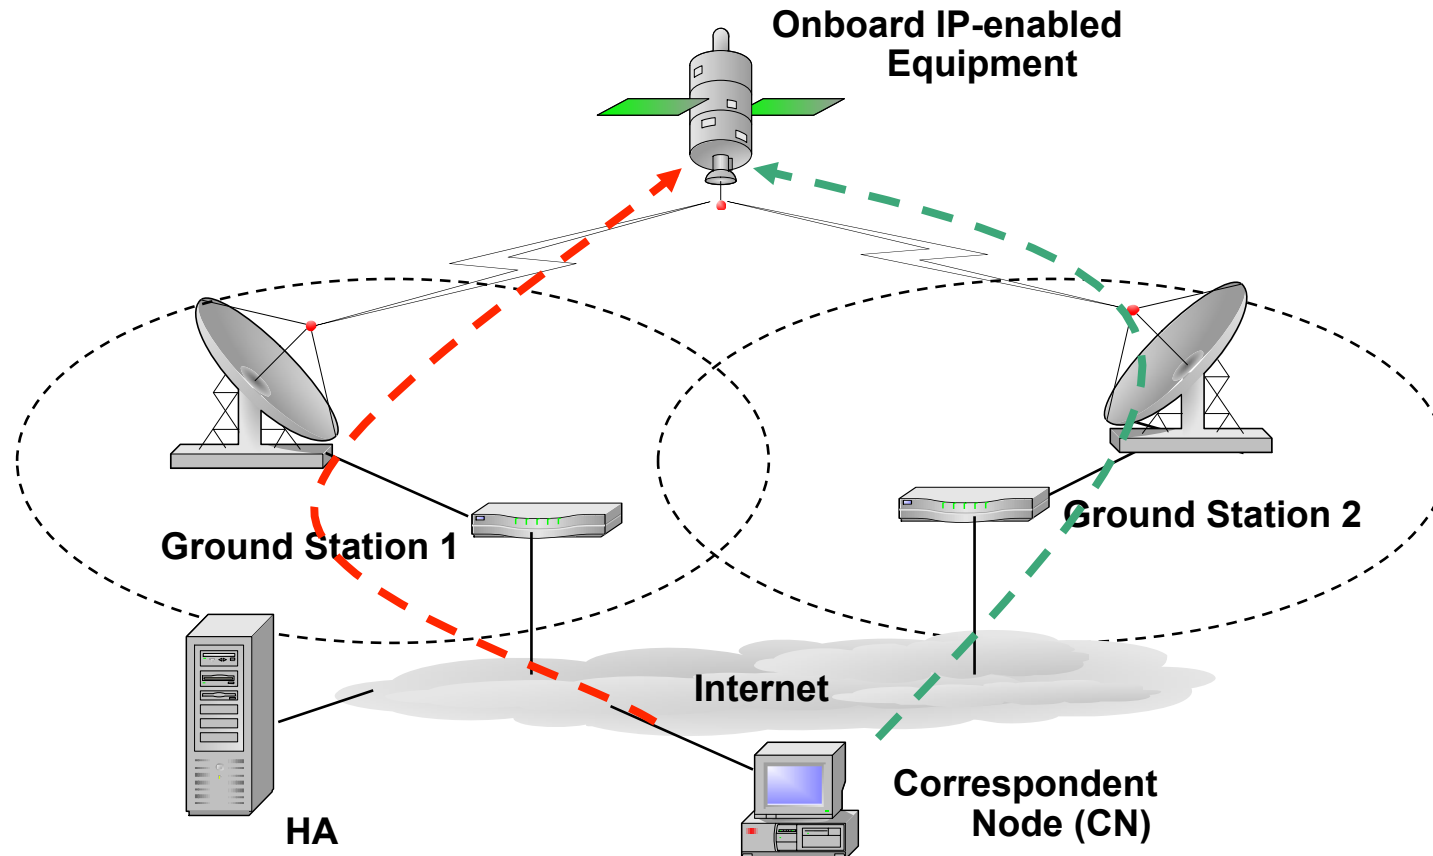 Onboard IP-enabled
Equipment
Ground Station 1
Ground Station 2
Internet
Correspondent
Node (CN)
HA